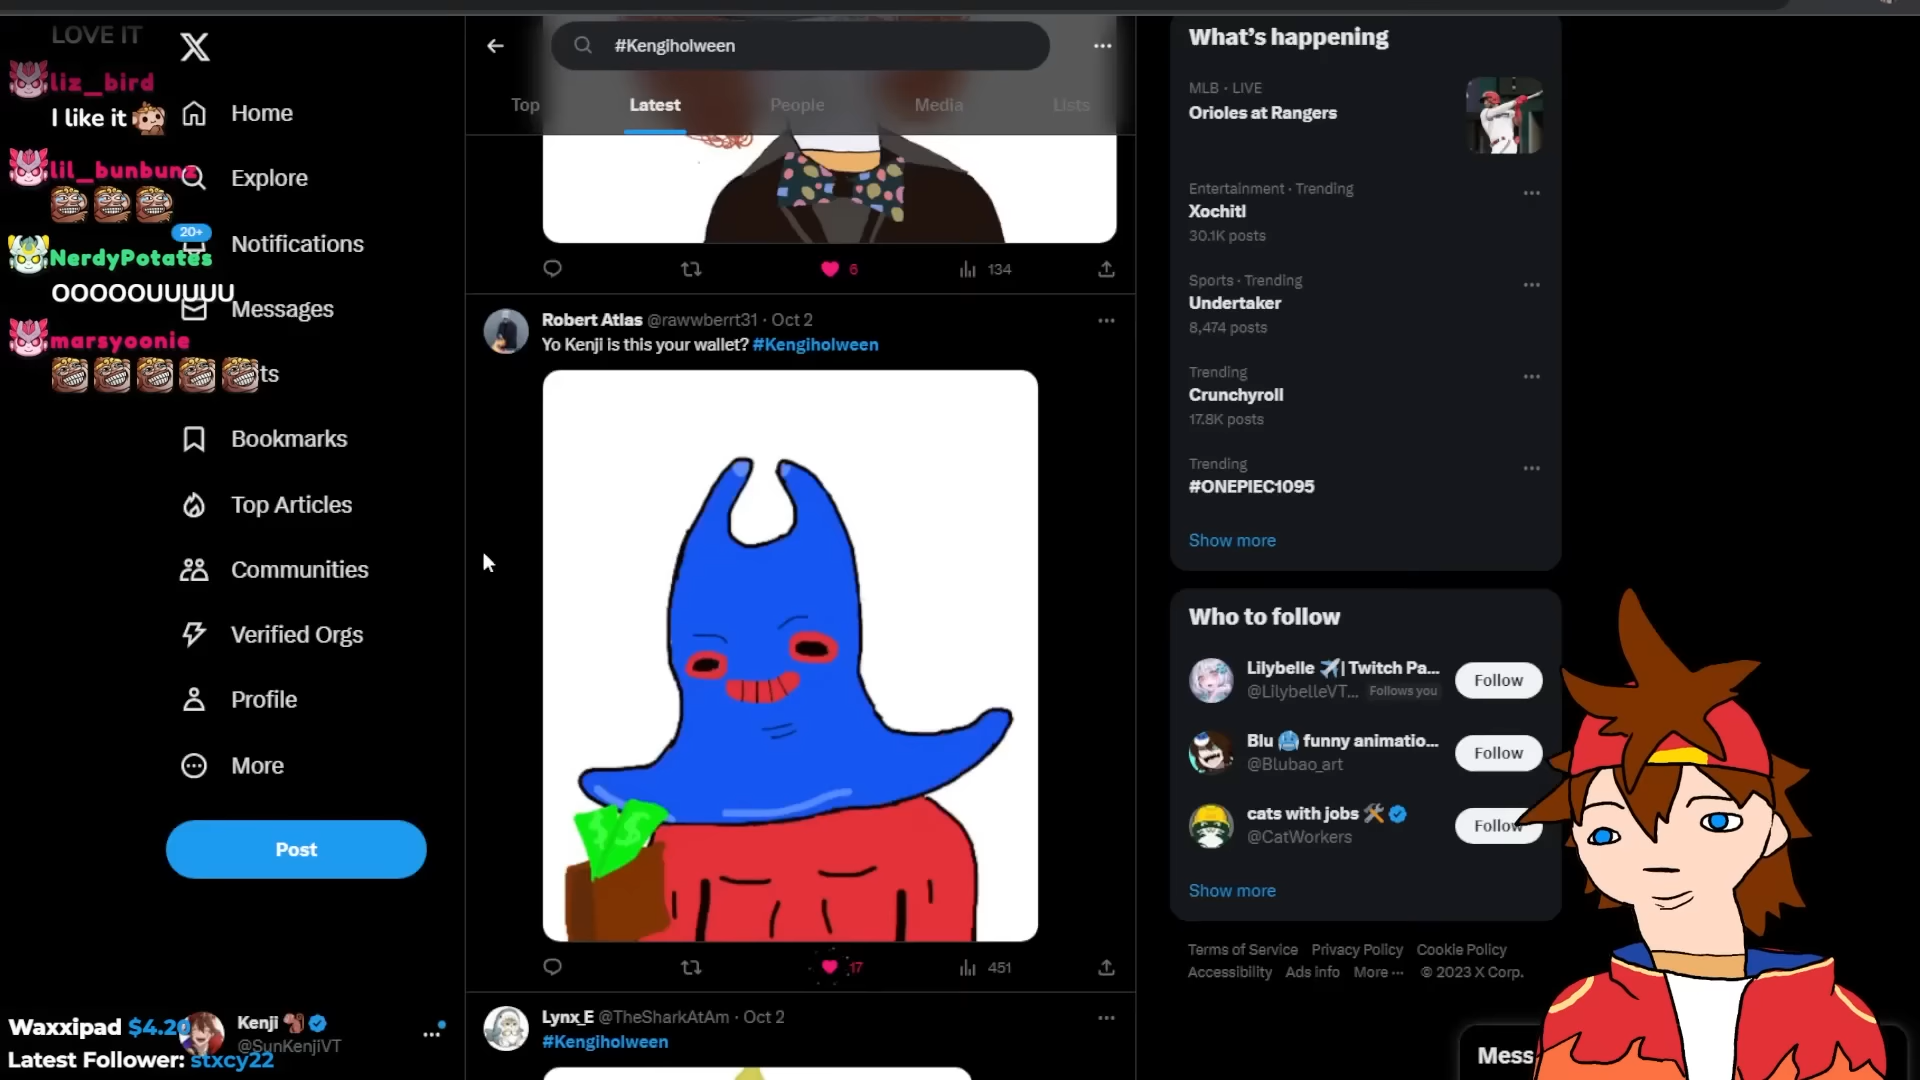 LOVE IT
liz_bird
I like it
lil_bunbunz
NerdyPotates
OOOOOUUUUU
marsyoonie
Home
Explore
20+
Notifications
Messages
ts
Bookmarks
Top Articles
Communities
Verified Orgs
Profile
More
Post
Waxxipad $4.20
Kenji
@SunKenjiVT
Latest Follower: stxcy22
#Kengiholween
Top
Latest
People
Media
Lists
6
134
Robert Atlas @rawwberrt31 · Oct 2
Yo Kenji is this your wallet? #Kengiholween
$ $
17
451
Lynx_E @TheSharkAtAm · Oct 2
#Kengiholween
What's happening
MLB · LIVE
Orioles at Rangers
Entertainment · Trending
Xochitl
30.1K posts
Sports · Trending
Undertaker
8,474 posts
Trending
Crunchyroll
17.8K posts
Trending
#ONEPIEC1095
Show more
Who to follow
Lilybelle ✈️| Twitch Pa...
@LilybelleVT... Follows you
Follow
Blu 🥶 funny animatio...
@Blubao_art
Follow
cats with jobs 🛠️
@CatWorkers
Follow
Show more
Terms of Service Privacy Policy Cookie Policy
Accessibility Ads info More ··· © 2023 X Corp.
Mess